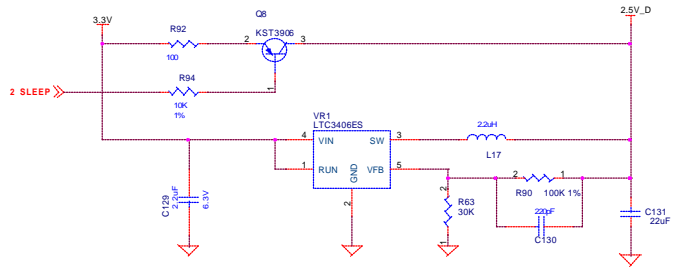 Q8
KST3906
3.3V
2.5V_D
R92
100
2
3
1
2 SLEEP
R94
10K
1%
VR1
LTC3406ES
4
VIN
SW
3
2.2uH
L17
1
RUN
VFB
5
GND
2
C129
2.2uF
6.3V
2
R63
30K
1
2
1
R90
100K 1%
220pF
C130
C131
22uF